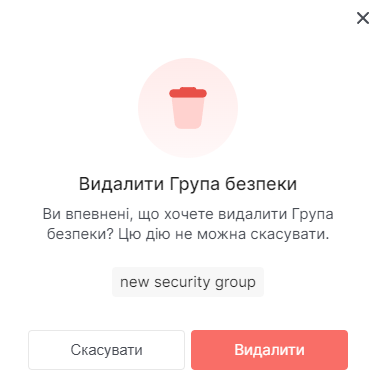 Видалити Група безпеки
Ви впевнені, що хочете видалити Група
безпеки? Цю дію не можна скасувати.
new security group
Скасувати
Видалити